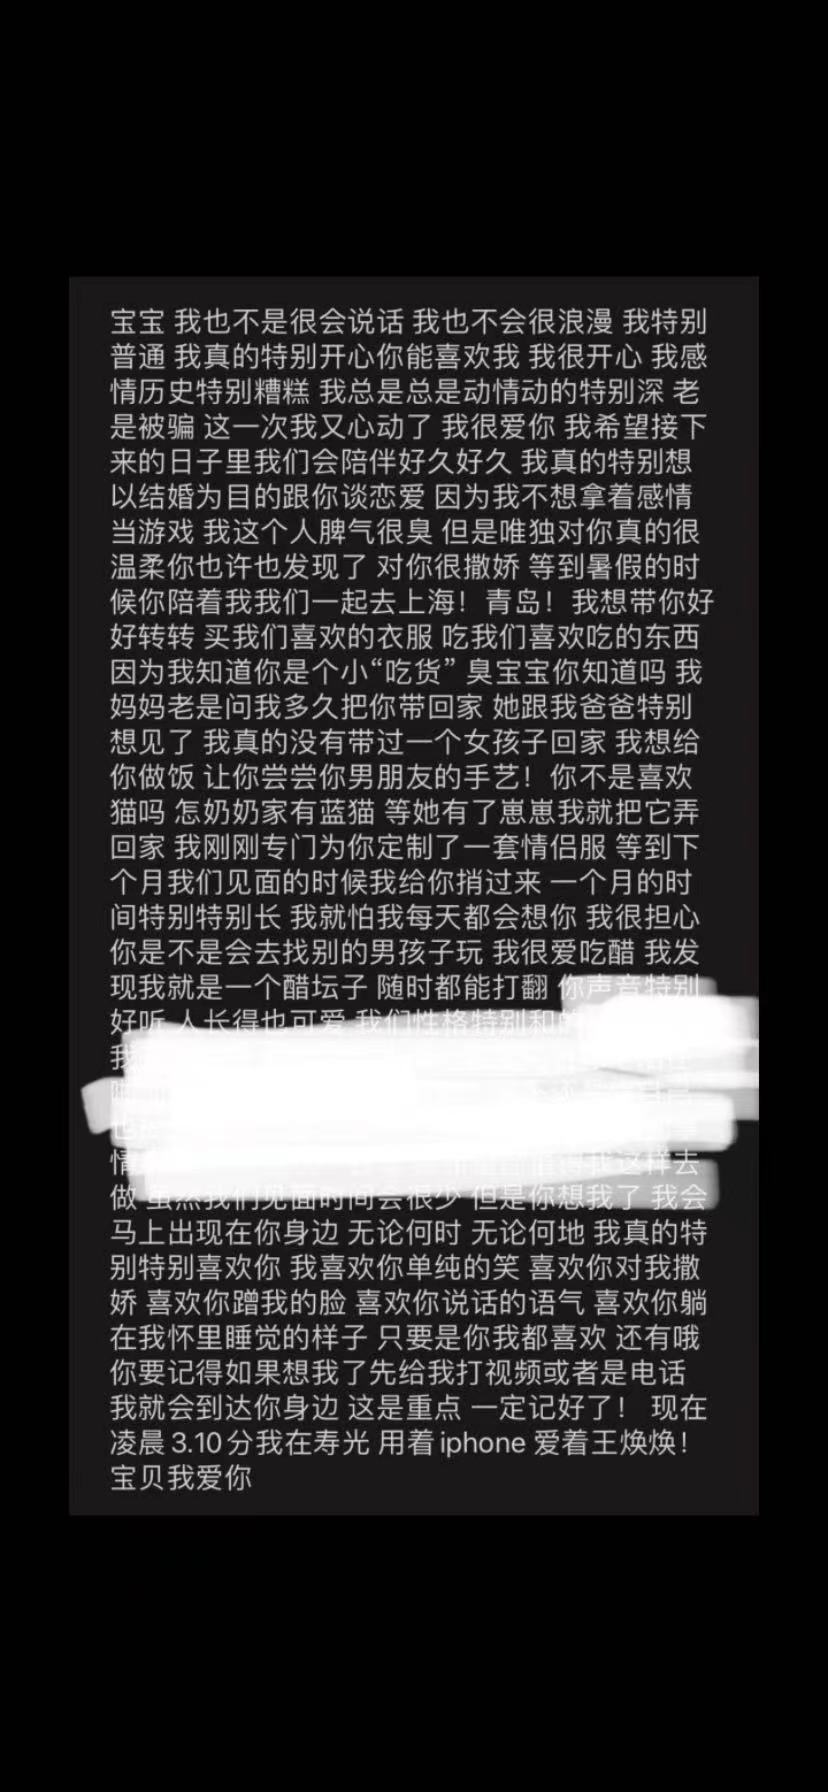 宝宝 我也不是很会说话 我也不会很浪漫 我特别
普通 我真的特别开心你能喜欢我 我很开心 我感
情历史特别糟糕 我总是总是动情动的特别深 老
是被骗 这一次我又心动了 我很爱你 我希望接下
来的日子里我们会陪伴好久好久 我真的特别想
以结婚为目的跟你谈恋爱 因为我不想拿着感情
当游戏 我这个人脾气很臭 但是唯独对你真的很
温柔你也许也发现了 对你很撒娇 等到暑假的时
候你陪着我我们一起去上海！青岛！我想带你好
好转转 买我们喜欢的衣服 吃我们喜欢吃的东西
因为我知道你是个小“吃货” 臭宝宝你知道吗 我
妈妈老是问我多久把你带回家 她跟我爸爸特别
想见了 我真的没有带过一个女孩子回家 我想给
你做饭 让你尝尝你男朋友的手艺！你不是喜欢
猫吗 怎奶奶家有蓝猫 等她有了崽崽我就把它弄
回家 我刚刚专门为你定制了一套情侣服 等到下
个月我们见面的时候我给你捎过来 一个月的时
间特别特别长 我就怕我每天都会想你 我很担心
你是不是会去找别的男孩子玩 我很爱吃醋 我发
现我就是一个醋坛子 随时都能打翻 你声音特别
好听 人长得也可爱 我们性格特别和的
我
情 我这样去
做 虽然我们见面时间会很少 但是你想我了 我会
马上出现在你身边 无论何时 无论何地 我真的特
别特别喜欢你 我喜欢你单纯的笑 喜欢你对我撒
娇 喜欢你蹭我的脸 喜欢你说话的语气 喜欢你躺
在我怀里睡觉的样子 只要是你我都喜欢 还有哦
你要记得如果想我了先给我打视频或者是电话
我就会到达你身边 这是重点 一定记好了！ 现在
凌晨 3.10 分我在寿光 用着 iphone 爱着王焕焕！
宝贝我爱你